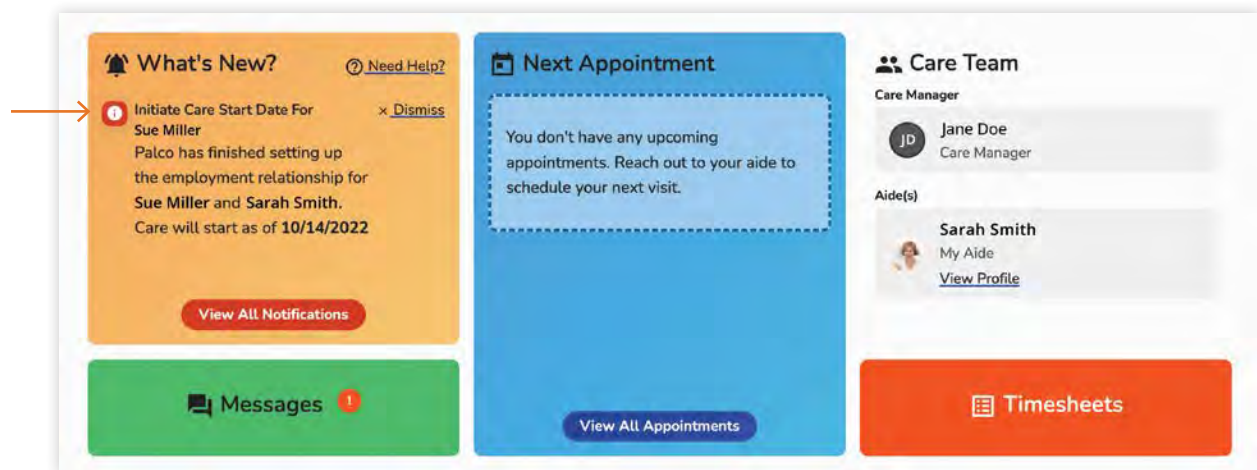 What's New?
Need Help?
Initiate Care Start Date For
× Dismiss
Sue Miller
Palco has finished setting up
the employment relationship for
Sue Miller and Sarah Smith.
Care will start as of 10/14/2022
View All Notifications
Messages 1
Next Appointment
You don't have any upcoming
appointments. Reach out to your aide to
schedule your next visit.
View All Appointments
Care Team
Care Manager
JD
Jane Doe
Care Manager
Aide(s)
Sarah Smith
My Aide
View Profile
Timesheets